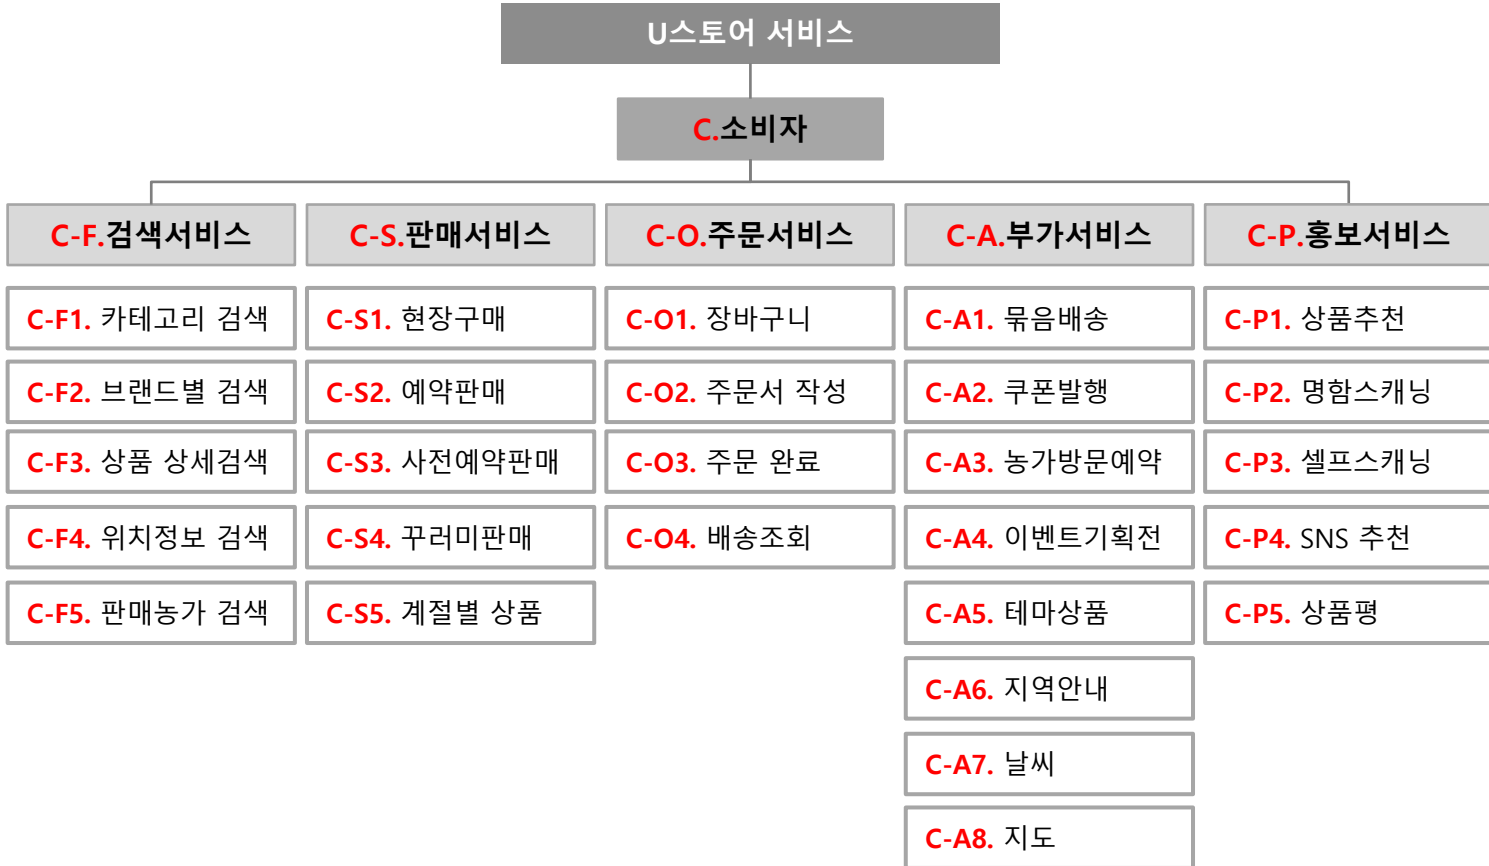 U스토어 서비스
C.소비자
C-F.검색서비스
C-S.판매서비스
C-O.주문서비스
C-A.부가서비스
C-P.홍보서비스
C-F1. 카테고리 검색
C-S1. 현장구매
C-O1. 장바구니
C-A1. 묶음배송
C-P1. 상품추천
C-F2. 브랜드별 검색
C-S2. 예약판매
C-O2. 주문서 작성
C-A2. 쿠폰발행
C-P2. 명함스캐닝
C-F3. 상품 상세검색
C-S3. 사전예약판매
C-O3. 주문 완료
C-A3. 농가방문예약
C-P3. 셀프스캐닝
C-F4. 위치정보 검색
C-S4. 꾸러미판매
C-O4. 배송조회
C-A4. 이벤트기획전
C-P4. SNS 추천
C-F5. 판매농가 검색
C-S5. 계절별 상품
C-A5. 테마상품
C-P5. 상품평
C-A6. 지역안내
C-A7. 날씨
C-A8. 지도